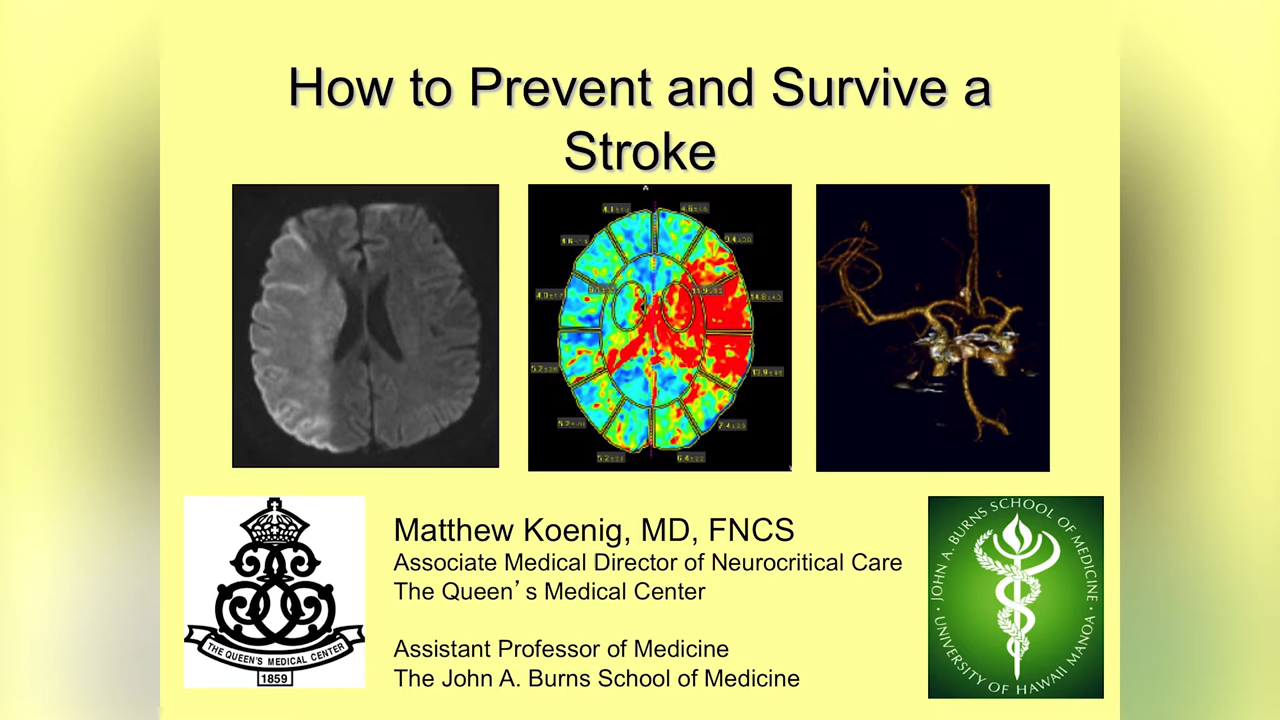 How to Prevent and Survive a
Stroke
A
Matthew Koenig, MD, FNCS
Associate Medical Director of Neurocritical Care
The Queen’s Medical Center
Assistant Professor of Medicine
The John A. Burns School of Medicine
THE QUEEN'S MEDICAL CENTER
1859
JOHN A. BURNS SCHOOL OF MEDICINE
UNIVERSITY OF HAWAII MANOA